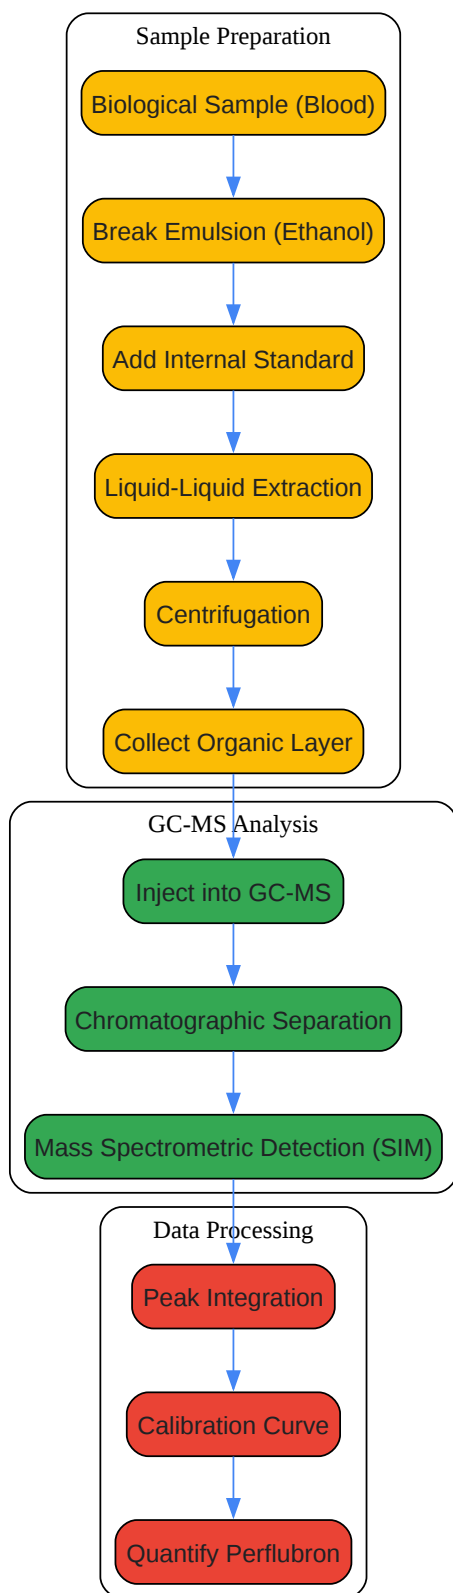 Sample Preparation
Biological Sample (Blood)
Break Emulsion (Ethanol)
Add Internal Standard
Liquid-Liquid Extraction
Centrifugation
Collect Organic Layer
GC-MS Analysis
Inject into GC-MS
Chromatographic Separation
Mass Spectrometric Detection (SIM)
Data Processing
Peak Integration
Calibration Curve
Quantify Perflubron